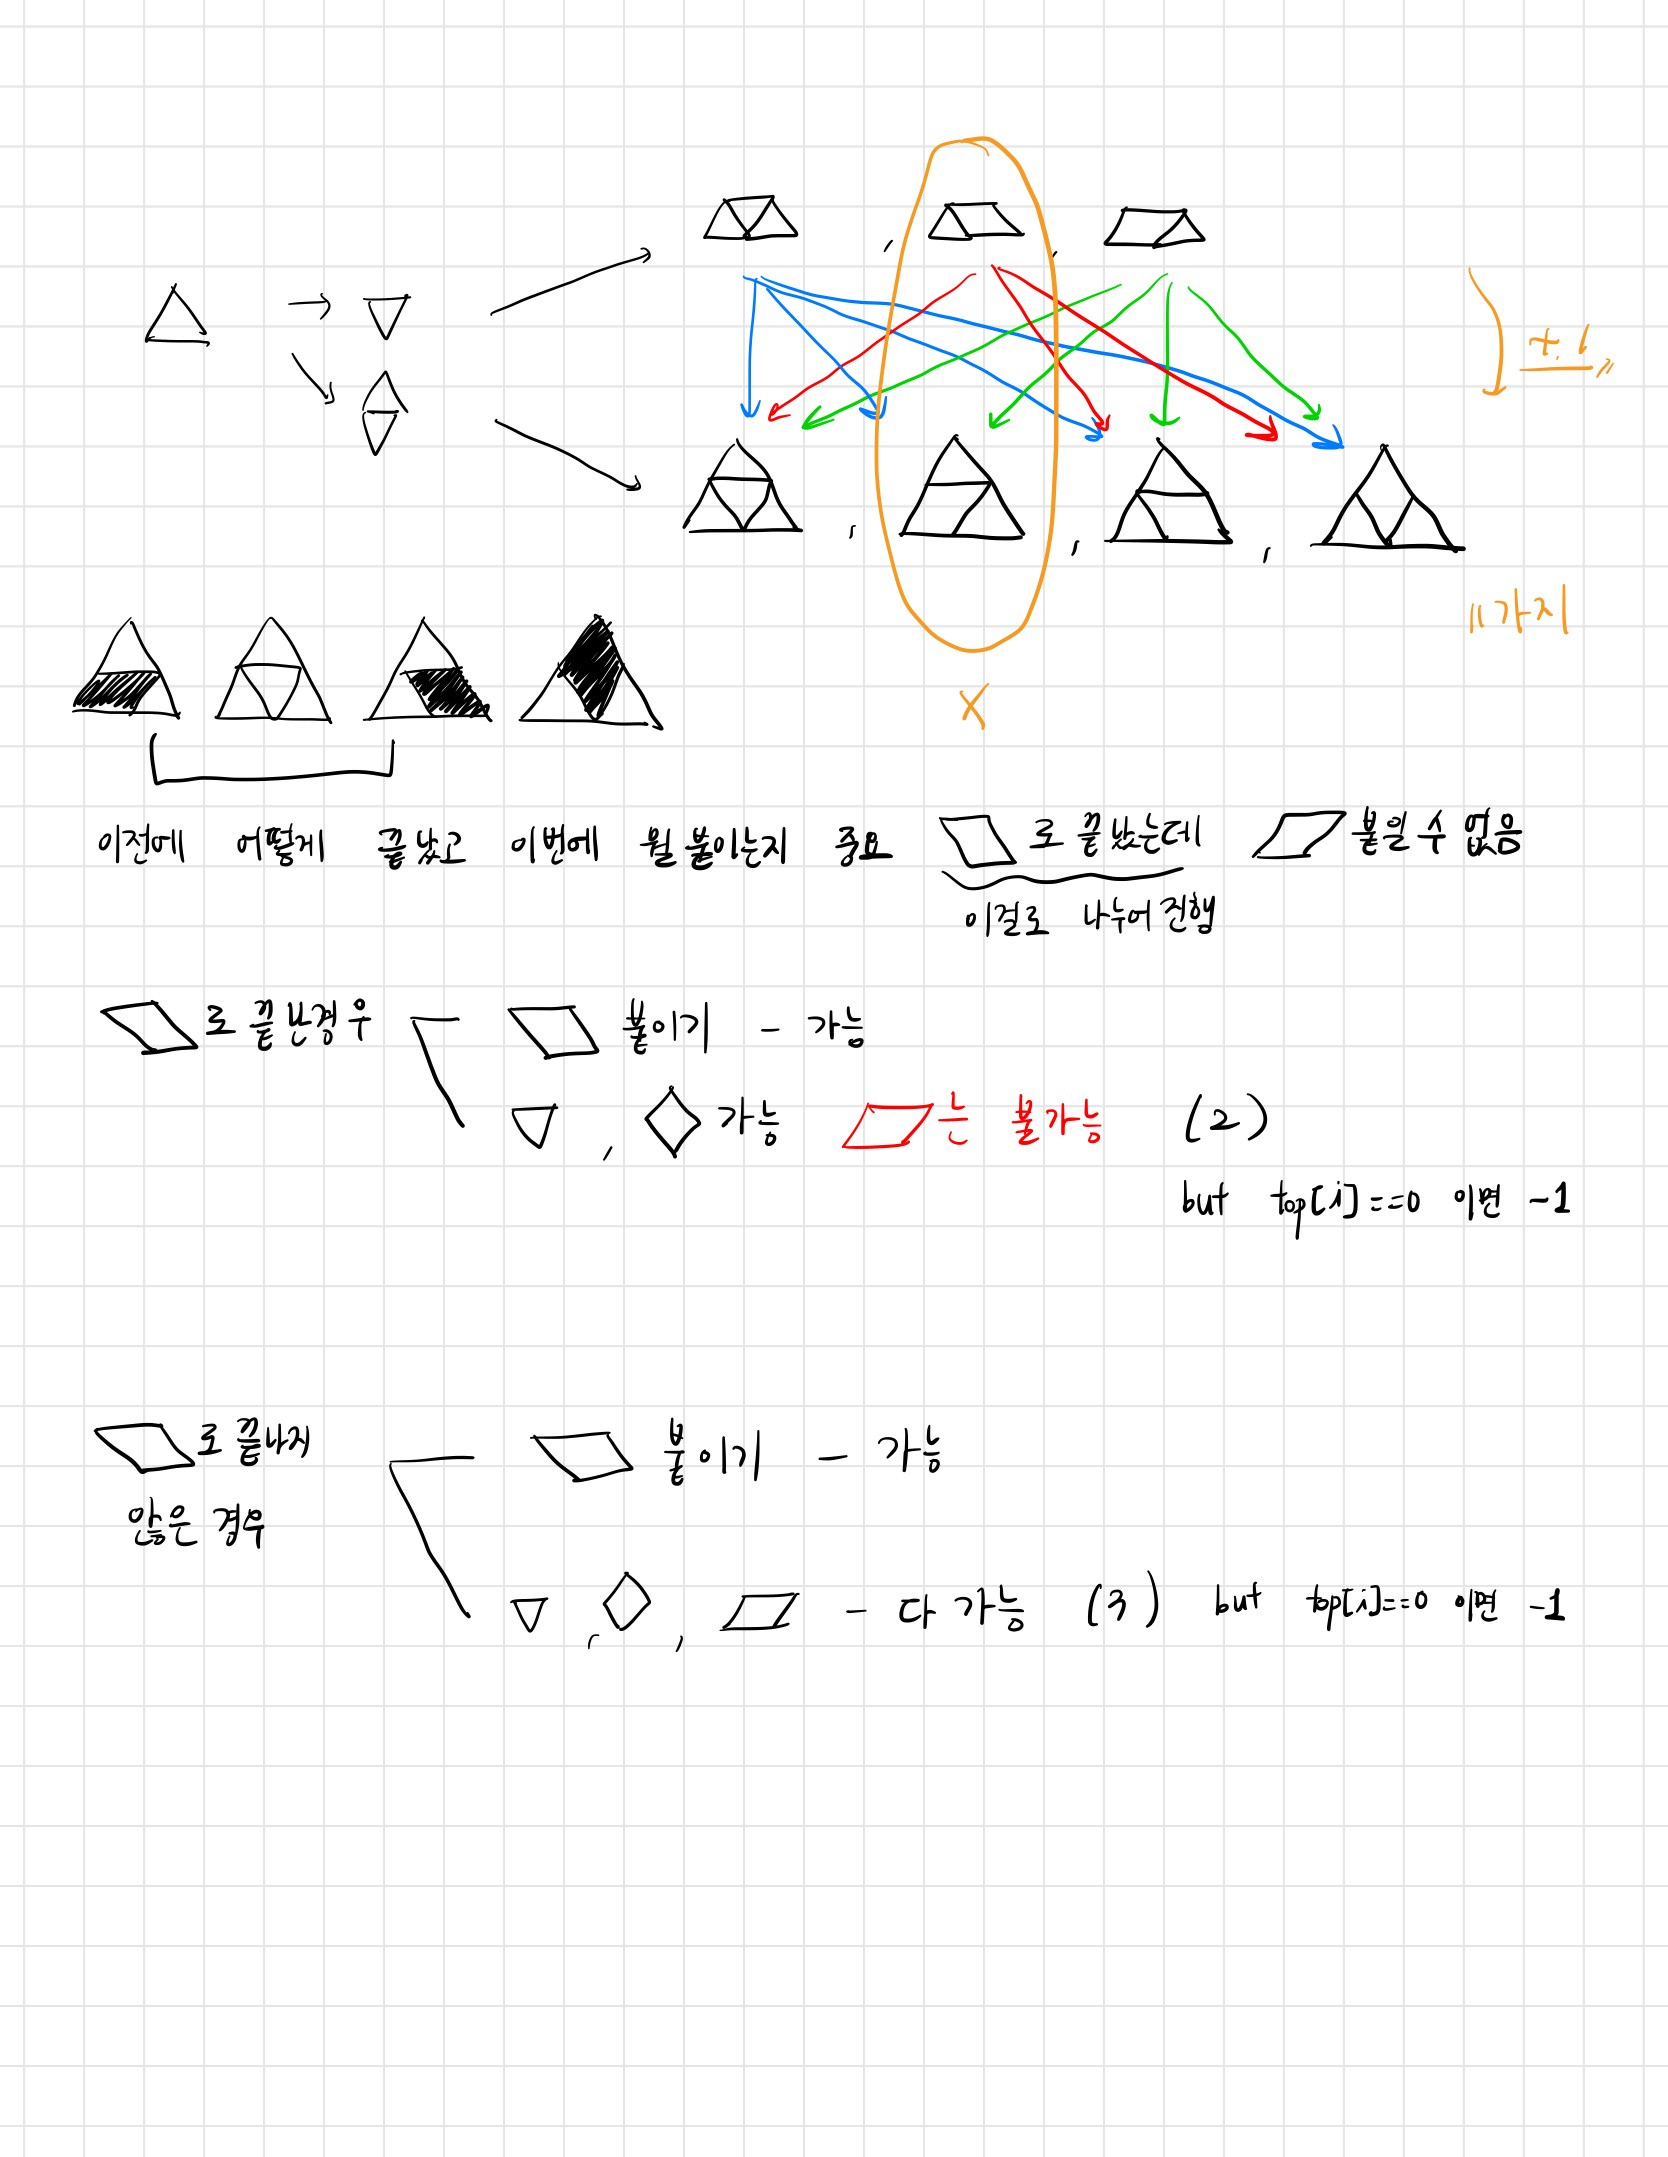 +.1
11가지
X
이전에 어떻게 끝났고 이번에 뭘 붙이는지 중요 로 끝났는데 붙일 수 없음
이걸로 나누어 진행
로 끝난경우 붙이기 - 가능
, 가능 는 불가능 (2)
but top[i]==0 이면 -1
로 끝나지 붙이기 - 가능
않은 경우
, , - 다 가능 (3) but top[i]==0 이면 -1